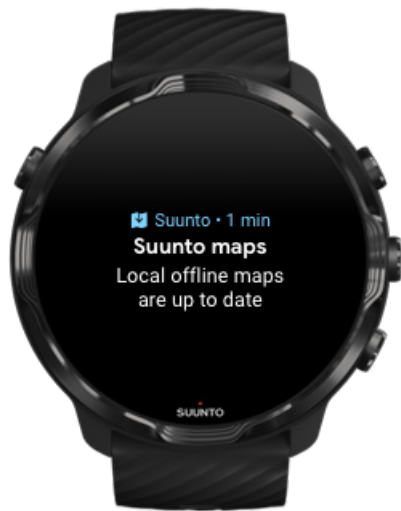 Suunto • 1 min
Suunto maps
Local offline maps
are up to date
SUUNTO